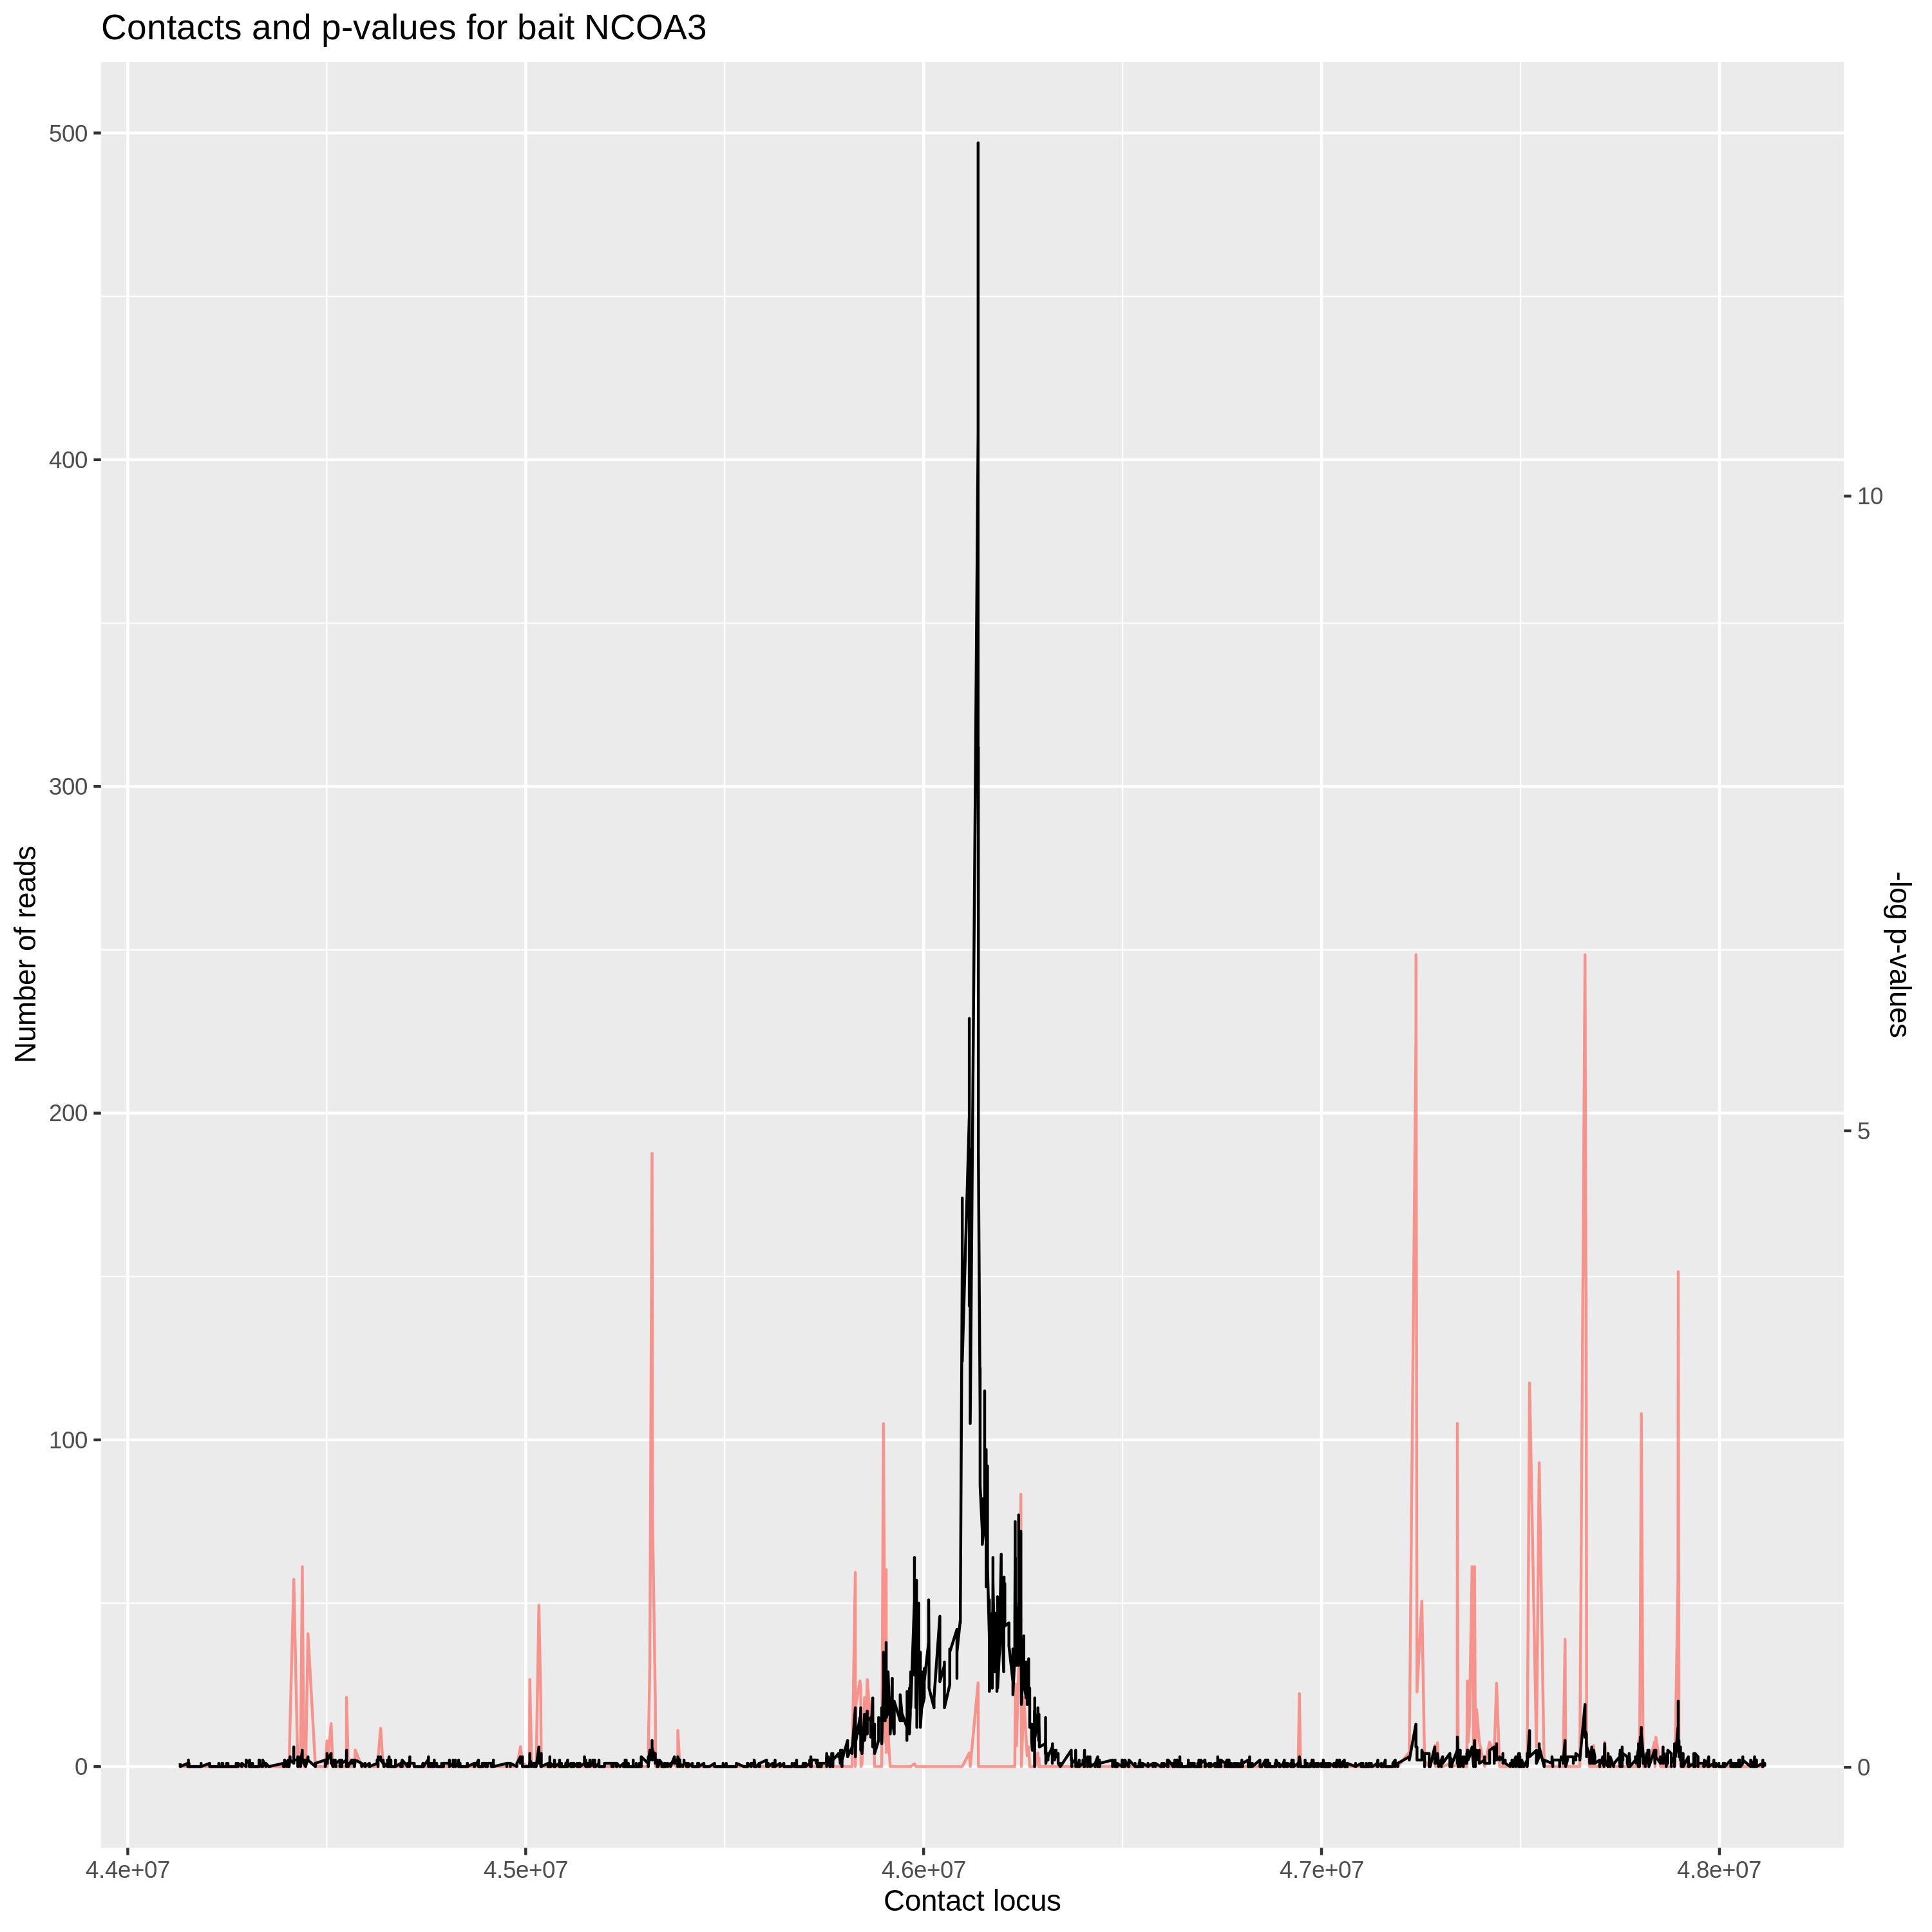 Contacts and p-values for bait NCOA3
500
400
300
200
100
0
Number of reads
10
5
0
-log p-values
4.4e+07
4.5e+07
4.6e+07
4.7e+07
4.8e+07
Contact locus